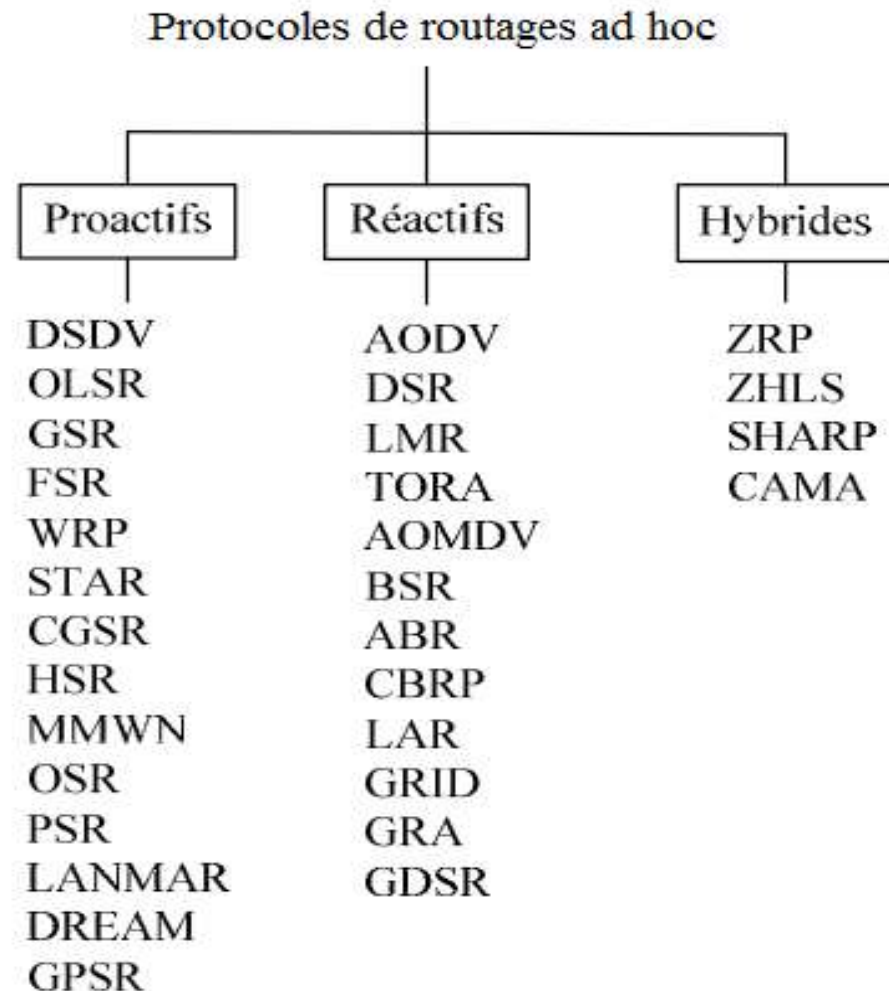 Protocoles de routages ad hoc
Proactifs
DSDV
OLSR
GSR
FSR
WRP
STAR
CGSR
HSR
MMWN
OSR
PSR
LANMAR
DREAM
GPSR
Réactifs
AODV
DSR
LMR
TORA
AOMDV
BSR
ABR
CBRP
LAR
GRID
GRA
GDSR
Hybrides
ZRP
ZHLS
SHARP
CAMA